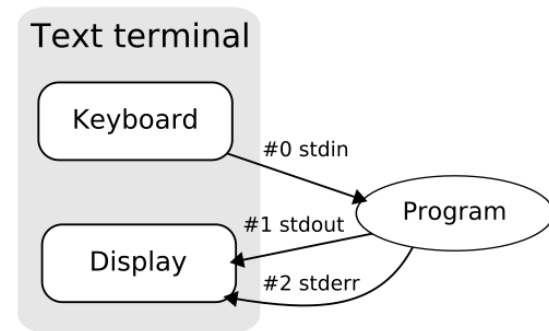 Text terminal
Keyboard
#0 stdin
Program
#1 stdout
Display
#2 stderr